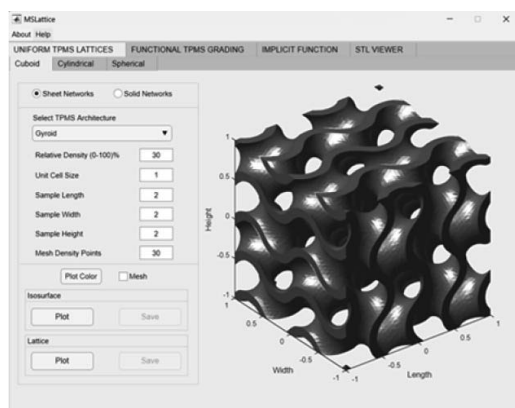 MSLattice
About Help
UNIFORM TPMS LATTICES FUNCTIONAL TPMS GRADING IMPLICIT FUNCTION STL VIEWER
Cuboid Cylindrical Spherical
Sheet Networks Solid Networks
Select TPMS Architecture
Gyroid
Relative Density (0-100)% 30
Unit Cell Size 1
Sample Length 2
Sample Width 2
Sample Height 2
Mesh Density Points 30
Plot Color Mesh
Isosurface
Plot Save
Lattice
Plot Save
Height
1
0.5
0
-0.5
-1
Width
1
0.5
0
-0.5
-1
Length
-1
-0.5
0
0.5
1